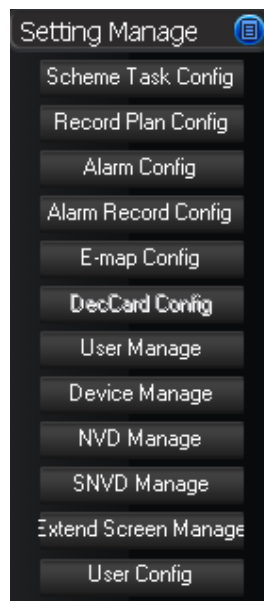 Setting Manage
Scheme Task Config
Record Plan Config
Alarm Config
Alarm Record Config
E-map Config
DecCard Config
User Manage
Device Manage
NVD Manage
SNVD Manage
Extend Screen Manage
User Config